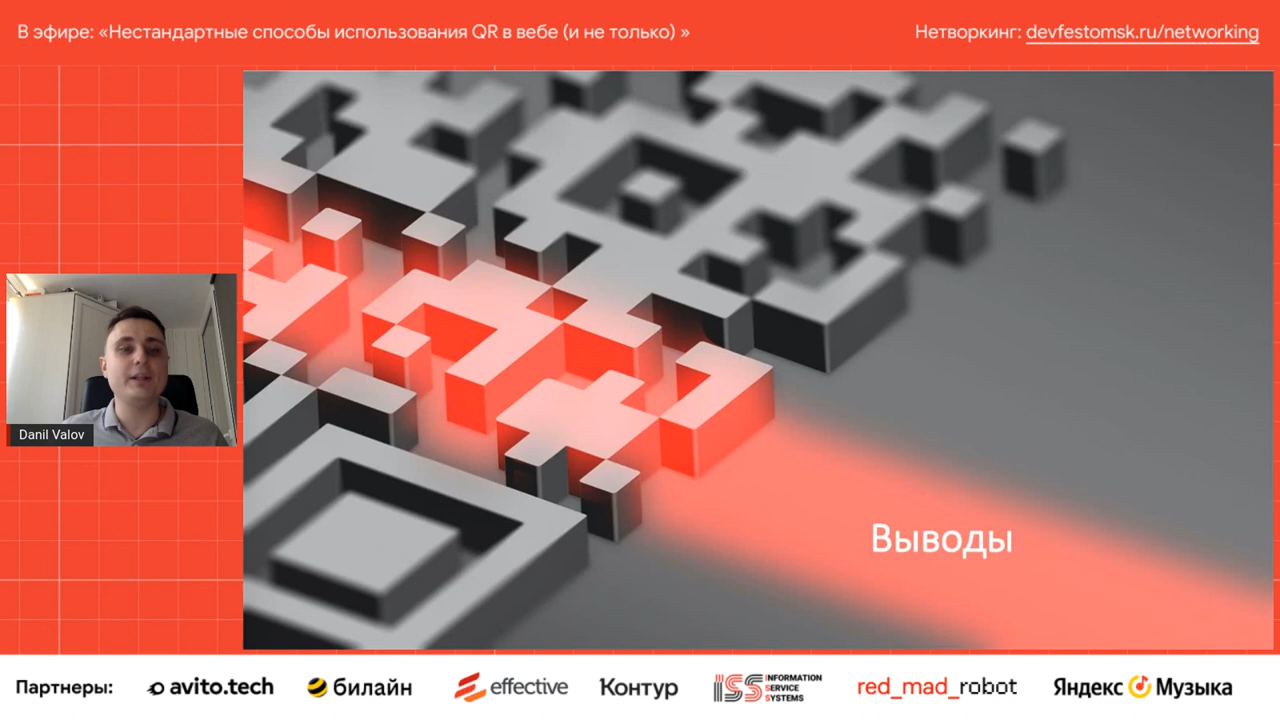 В эфире: «Нестандартные способы использования QR в вебе (и не только) »
Нетворкинг: devfestomsk.ru/networking
Danil Valov
Выводы
Партнеры:
avito.tech
билайн
effective
Контур
ISS INFORMATION
SERVICE
SYSTEMS
red_mad_robot
Яндекс Музыка